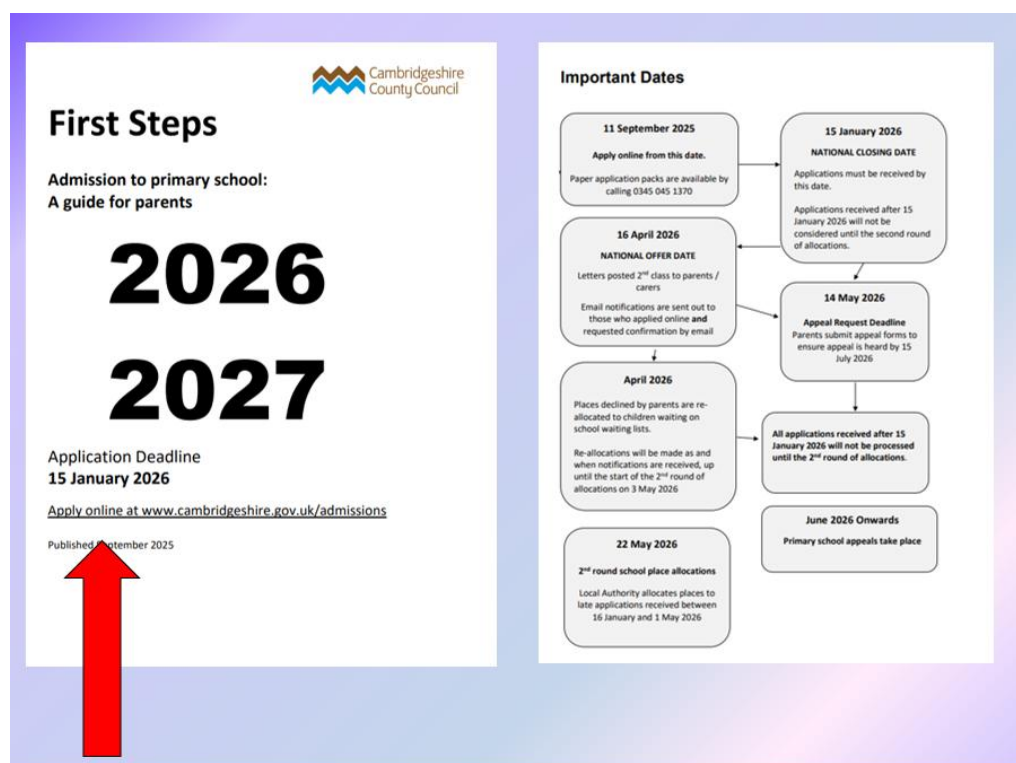 Cambridgeshire
County Council
First Steps
Admission to primary school:
A guide for parents
2026
2027
Application Deadline
15 January 2026
Apply online at www.cambridgeshire.gov.uk/admissions
Published September 2025
Important Dates
11 September 2025
Apply online from this date.
Paper application packs are available by
calling 0345 045 1370
15 January 2026
NATIONAL CLOSING DATE
Applications must be received by
this date.
Applications received after 15
January 2026 will not be
considered until the second round
of allocations.
16 April 2026
NATIONAL OFFER DATE
Letters posted 2nd class to parents /
carers
Email notifications are sent out to
those who applied online and
requested confirmation by email
14 May 2026
Appeal Request Deadline
Parents submit appeal forms to
ensure appeal is heard by 15
July 2026
April 2026
Places declined by parents are re-
allocated to children waiting on
school waiting lists.
Re-allocations will be made as and
when notifications are received, up
until the start of the 2nd round of
allocations on 3 May 2026
All applications received after 15
January 2026 will not be processed
until the 2nd round of allocations.
22 May 2026
2nd round school place allocations
Local Authority allocates places to
late applications received between
16 January and 1 May 2026
June 2026 Onwards
Primary school appeals take place